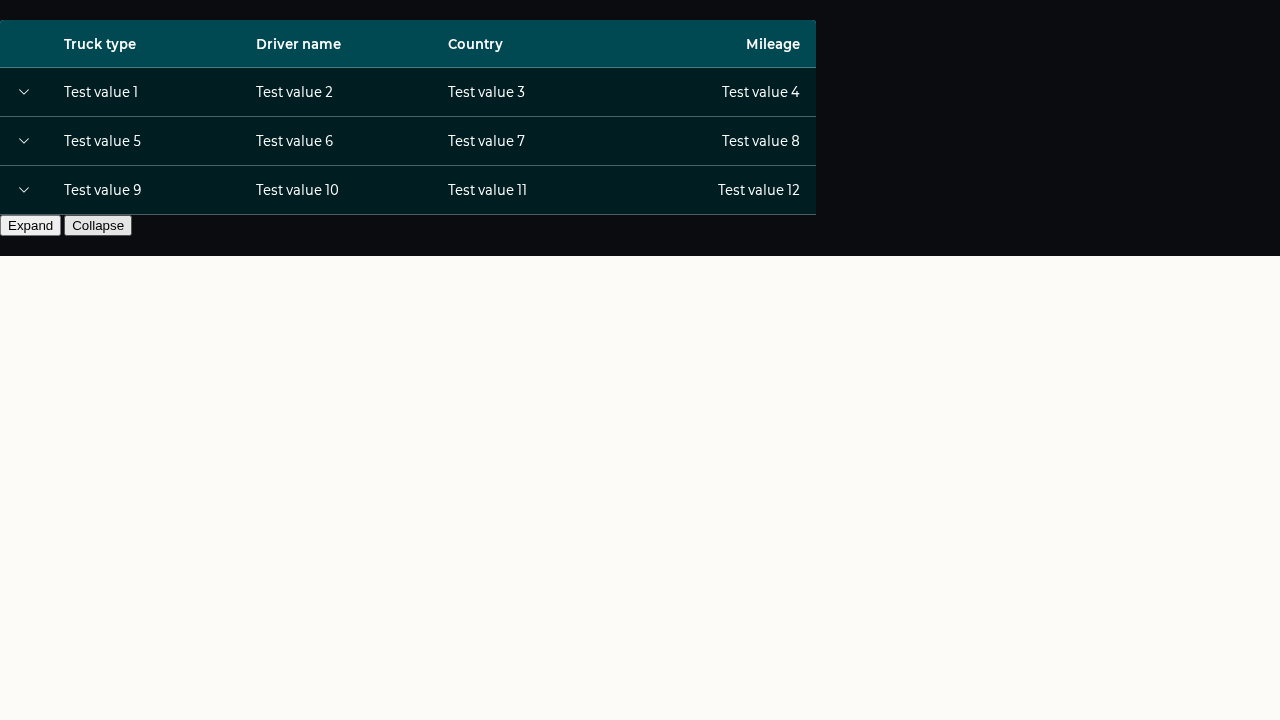 Truck type Driver name Country Mileage
Test value 1 Test value 2 Test value 3 Test value 4
Test value 5 Test value 6 Test value 7 Test value 8
Test value 9 Test value 10 Test value 11 Test value 12
Expand Collapse